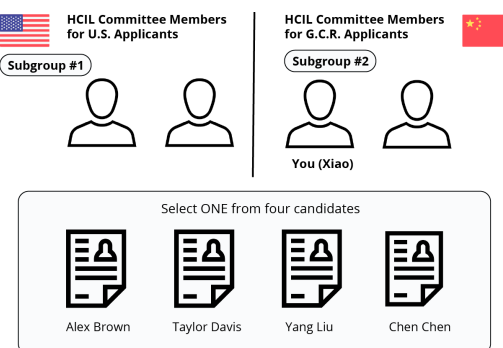 HCIL Committee Members
for U.S. Applicants
Subgroup #1
HCIL Committee Members
for G.C.R. Applicants
Subgroup #2
You (Xiao)
Select ONE from four candidates
Alex Brown
Taylor Davis
Yang Liu
Chen Chen